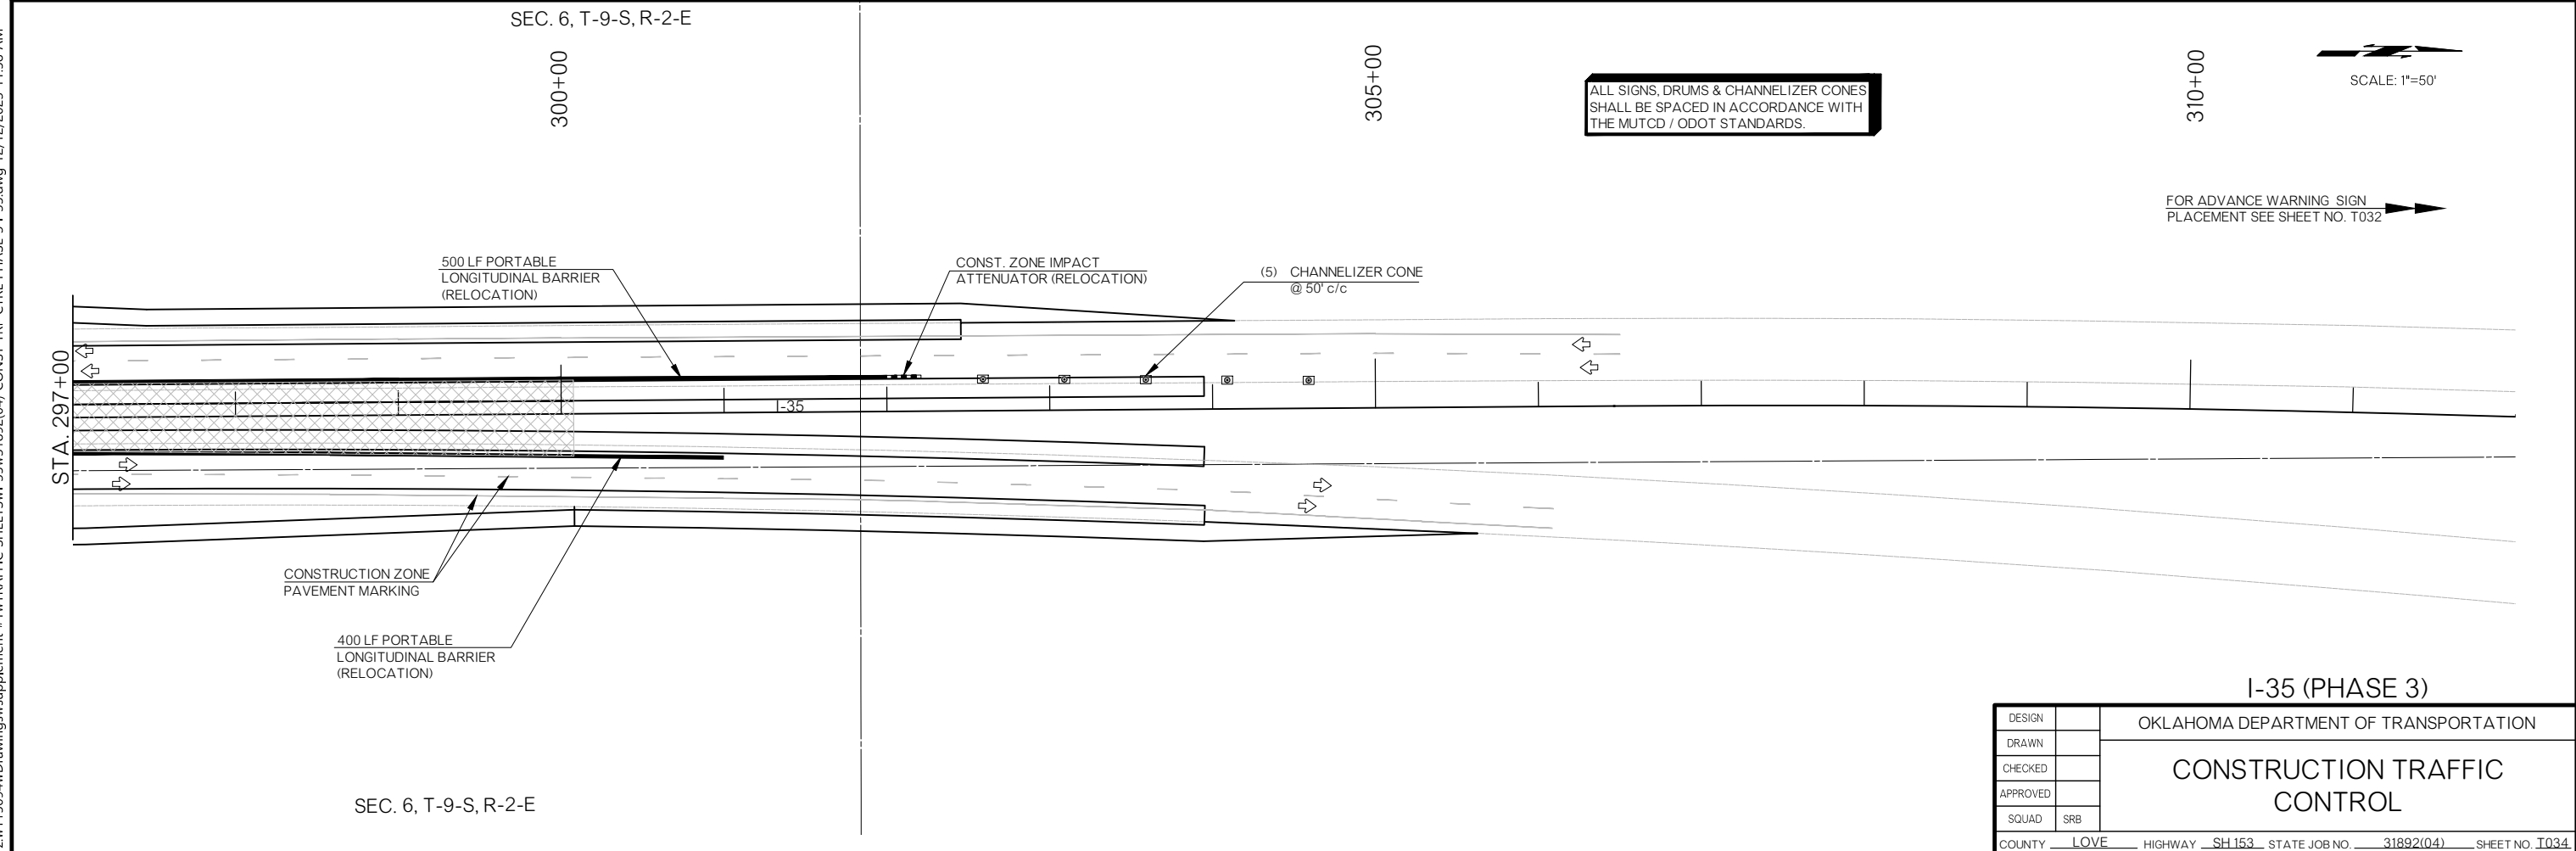 SEC. 6, T-9-S, R-2-E
300+00
305+00
310+00
SCALE: 1"=50'
ALL SIGNS, DRUMS & CHANNELIZER CONES
SHALL BE SPACED IN ACCORDANCE WITH
THE MUTCD / ODOT STANDARDS.
FOR ADVANCE WARNING SIGN
PLACEMENT SEE SHEET NO. T032
500 LF PORTABLE
LONGITUDINAL BARRIER
(RELOCATION)
CONST. ZONE IMPACT
ATTENUATOR (RELOCATION)
(5) CHANNELIZER CONE
@ 50' c/c
STA. 297+00
I-35
CONSTRUCTION ZONE
PAVEMENT MARKING
400 LF PORTABLE
LONGITUDINAL BARRIER
(RELOCATION)
SEC. 6, T-9-S, R-2-E
I-35 (PHASE 3)
DESIGN
DRAWN
CHECKED
APPROVED
SQUAD SRB
OKLAHOMA DEPARTMENT OF TRANSPORTATION
CONSTRUCTION TRAFFIC
CONTROL
COUNTY LOVE HIGHWAY SH 153 STATE JOB NO. 31892(04) SHEET NO. T034